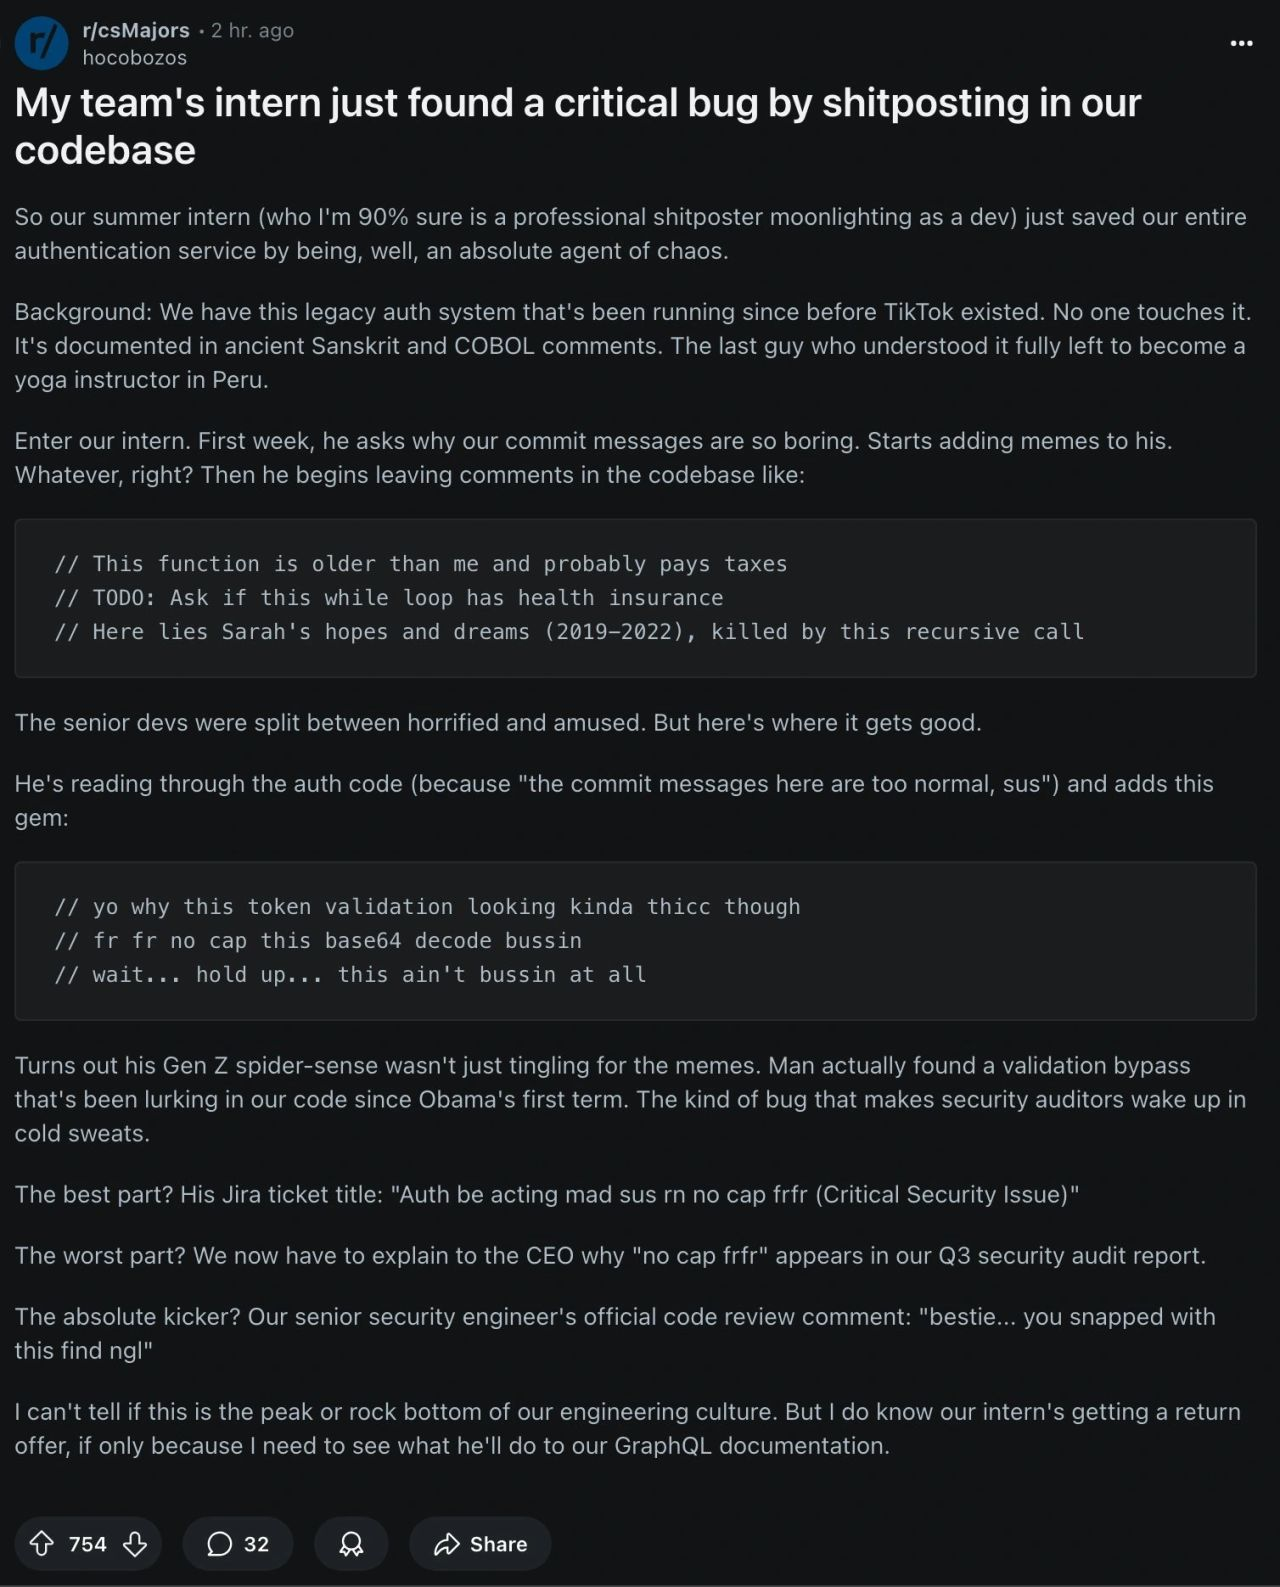 r/csMajors • 2 hr. ago
hocobozos
My team's intern just found a critical bug by shitposting in our
codebase
So our summer intern (who I'm 90% sure is a professional shitposter moonlighting as a dev) just saved our entire
authentication service by being, well, an absolute agent of chaos.
Background: We have this legacy auth system that's been running since before TikTok existed. No one touches it.
It's documented in ancient Sanskrit and COBOL comments. The last guy who understood it fully left to become a
yoga instructor in Peru.
Enter our intern. First week, he asks why our commit messages are so boring. Starts adding memes to his.
Whatever, right? Then he begins leaving comments in the codebase like:
// This function is older than me and probably pays taxes
// TODO: Ask if this while loop has health insurance
// Here lies Sarah's hopes and dreams (2019–2022), killed by this recursive call
The senior devs were split between horrified and amused. But here's where it gets good.
He's reading through the auth code (because "the commit messages here are too normal, sus") and adds this
gem:
// yo why this token validation looking kinda thicc though
// fr fr no cap this base64 decode bussin
// wait... hold up... this ain't bussin at all
Turns out his Gen Z spider-sense wasn't just tingling for the memes. Man actually found a validation bypass
that's been lurking in our code since Obama's first term. The kind of bug that makes security auditors wake up in
cold sweats.
The best part? His Jira ticket title: "Auth be acting mad sus rn no cap frfr (Critical Security Issue)"
The worst part? We now have to explain to the CEO why "no cap frfr" appears in our Q3 security audit report.
The absolute kicker? Our senior security engineer's official code review comment: "bestie... you snapped with
this find ngl"
I can't tell if this is the peak or rock bottom of our engineering culture. But I do know our intern's getting a return
offer, if only because I need to see what he'll do to our GraphQL documentation.
754 32 Share